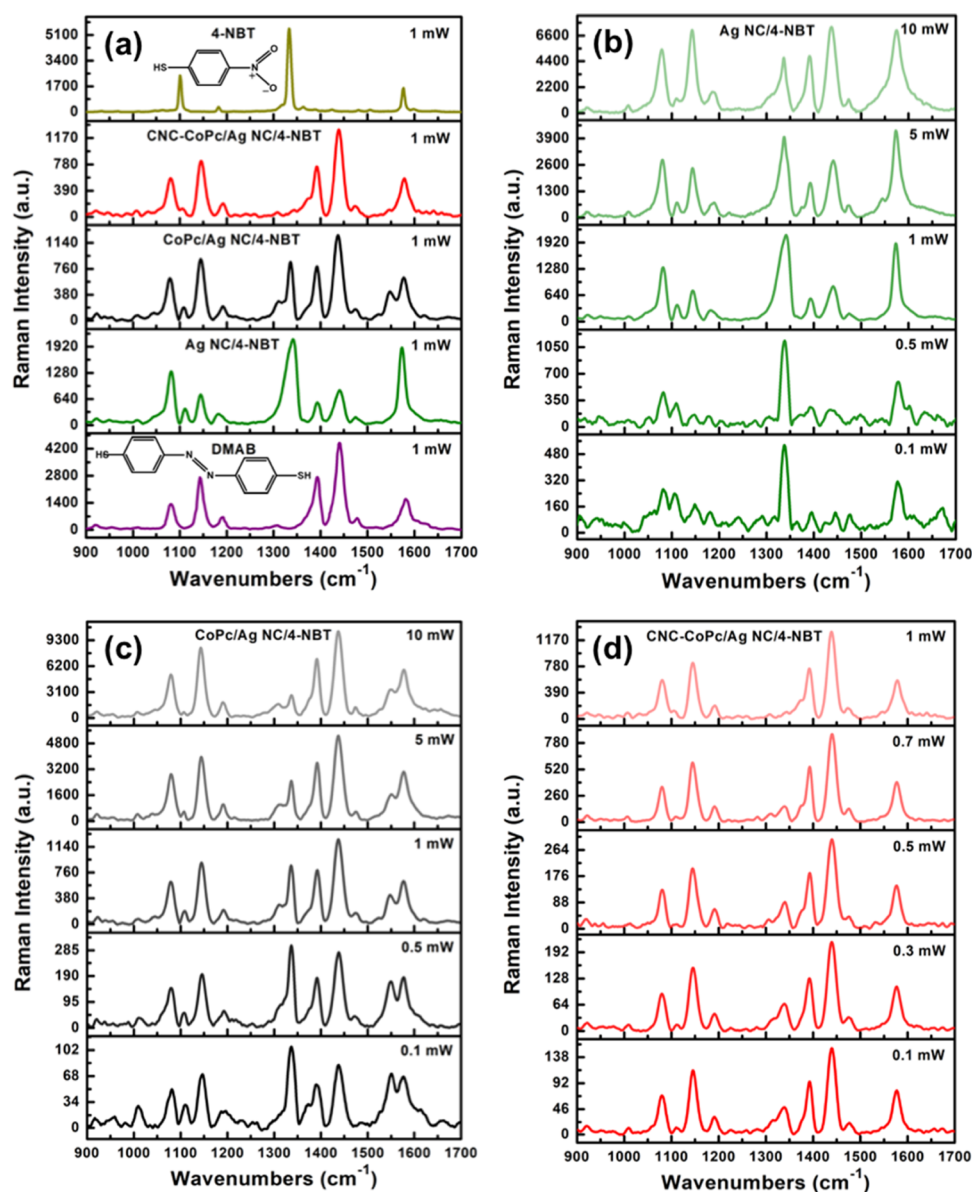 (a)
4-NBT
1 mW
HS
N
+
O
O
−
5100
3400
1700
0
CNC-CoPc/Ag NC/4-NBT
1 mW
1170
780
390
0
CoPc/Ag NC/4-NBT
1 mW
1140
760
380
0
Ag NC/4-NBT
1 mW
1920
1280
640
0
DMAB
1 mW
HS
N
N
SH
4200
2800
1400
0
900 1000 1100 1200 1300 1400 1500 1600 1700
Wavenumbers (cm-1)
Raman Intensity (a.u.)
(b)
Ag NC/4-NBT
10 mW
6600
4400
2200
0
5 mW
3900
2600
1300
0
1 mW
1920
1280
640
0
0.5 mW
1050
700
350
0
0.1 mW
480
320
160
0
900 1000 1100 1200 1300 1400 1500 1600 1700
Wavenumbers (cm-1)
Raman Intensity (a.u.)
(c)
CoPc/Ag NC/4-NBT
10 mW
9300
6200
3100
0
5 mW
4800
3200
1600
0
1 mW
1140
760
380
0
0.5 mW
285
190
95
0
0.1 mW
102
68
34
0
900 1000 1100 1200 1300 1400 1500 1600 1700
Wavenumbers (cm-1)
Raman Intensity (a.u.)
(d)
CNC-CoPc/Ag NC/4-NBT
1 mW
1170
780
390
0
0.7 mW
780
520
260
0
0.5 mW
264
176
88
0
0.3 mW
192
128
64
0
0.1 mW
138
92
46
0
900 1000 1100 1200 1300 1400 1500 1600 1700
Wavenumbers (cm-1)
Raman Intensity (a.u.)